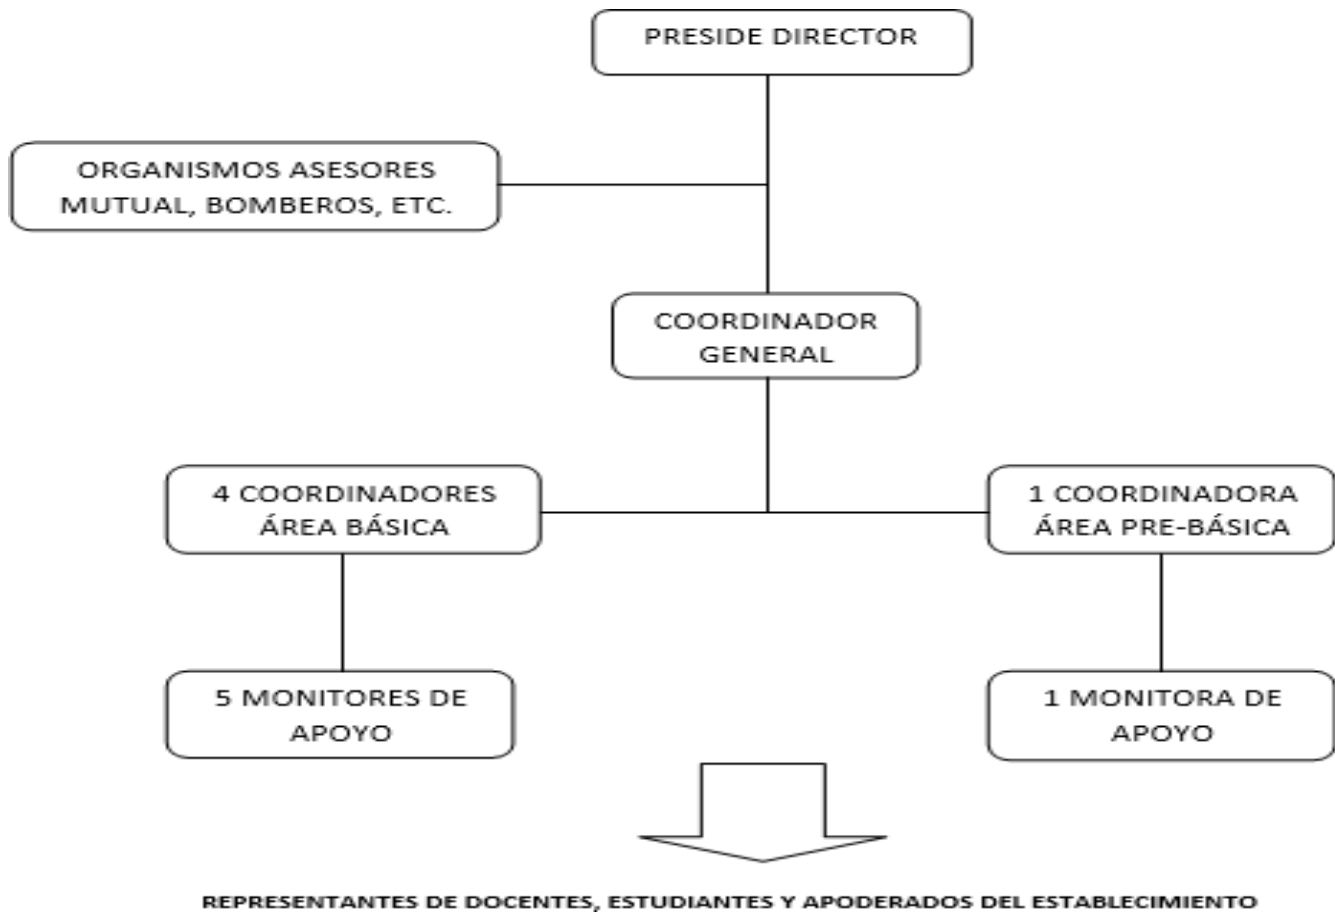 PRESIDE DIRECTOR
ORGANISMOS ASESORES
MUTUAL, BOMBEROS, ETC.
COORDINADOR
GENERAL
4 COORDINADORES
ÁREA BÁSICA
1 COORDINADORA
ÁREA PRE-BÁSICA
5 MONITORES DE
APOYO
1 MONITORA DE
APOYO
REPRESENTANTES DE DOCENTES, ESTUDIANTES Y APODERADOS DEL ESTABLECIMIENTO